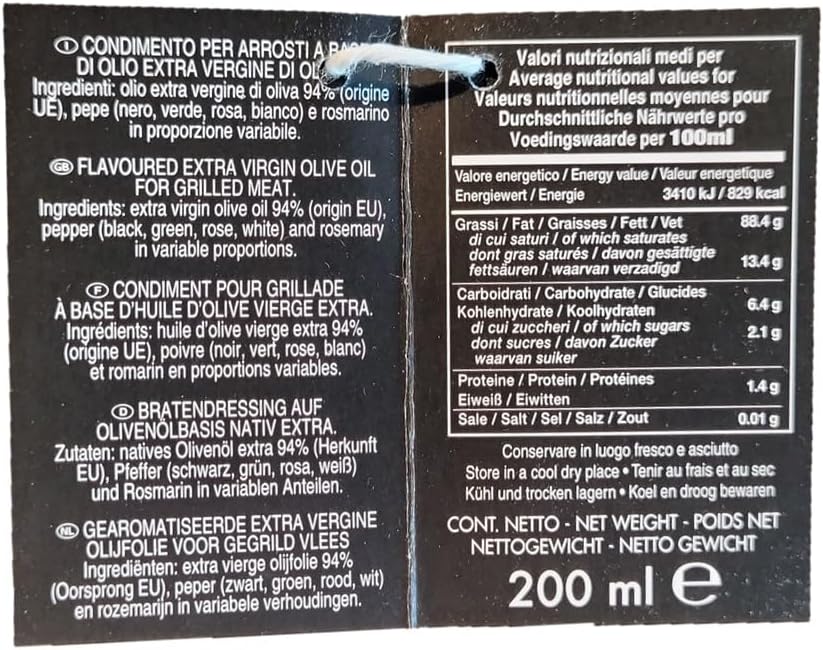 I CONDIMENTO PER ARROSTI A
DI OLIO EXTRA VERGINE DI
Ingredienti: olio extra vergine di oliva 94% (origine
UE), pepe (nero, verde, rosa, bianco) e rosmarino
in proporzione variabile.
GB FLAVOURED EXTRA VIRGIN OLIVE OIL
FOR GRILLED MEAT.
Ingredients: extra virgin olive oil 94% (origin EU),
pepper (black, green, rose, white) and rosemary
in variable proportions.
F CONDIMENT POUR GRILLADE
À BASE D'HUILE D'OLIVE VIERGE EXTRA.
Ingrédients: huile d'olive vierge extra 94%
(origine UE), poivre (noir, vert, rose, blanc)
et romarin en proportions variables.
D BRATENDRESSING AUF
OLIVENÖLBASIS NATIV EXTRA.
Zutaten: natives Olivenöl extra 94% (Herkunft
EU), Pfeffer (schwarz, grün, rosa, weiß)
und Rosmarin in variablen Anteilen.
NL GEAROMATISEERDE EXTRA VERGINE
OLIJFOLIE VOOR GEGRILD VLEES
Ingrediënten: extra vierge olijfolie 94%
(Oorsprong EU), peper (zwart, groen, rood, wit)
en rozemarijn in variabele verhoudingen.
Valori nutrizionali medi per
Average nutritional values for
Valeurs nutritionnelles moyennes pour
Durchschnittliche Nährwerte pro
Voedingswaarde per 100ml
Valore energetico / Energy value / Valeur energetique
Energiewert / Energie 3410 kJ / 829 kcal
Grassi / Fat / Graisses / Fett / Vet 88.4 g
di cui saturi / of which saturates
dont gras saturés / davon gesättigte
fettsäuren / waarvan verzadigd 13.4 g
Carboidrati / Carbohydrate / Glucides
Kohlenhydrate / Koolhydraten 6.4 g
di cui zuccheri / of which sugars
dont sucres / davon Zucker 2.1 g
waarvan suiker
Proteine / Protein / Protéines
Eiweiß / Eiwitten 1.4 g
Sale / Salt / Sel / Salz / Zout 0.01 g
Conservare in luogo fresco e asciutto
Store in a cool dry place • Tenir au frais et au sec
Kühl und trocken lagern • Koel en droog bewaren
CONT. NETTO - NET WEIGHT - POIDS NET
NETTOGEWICHT - NETTO GEWICHT
200 ml e